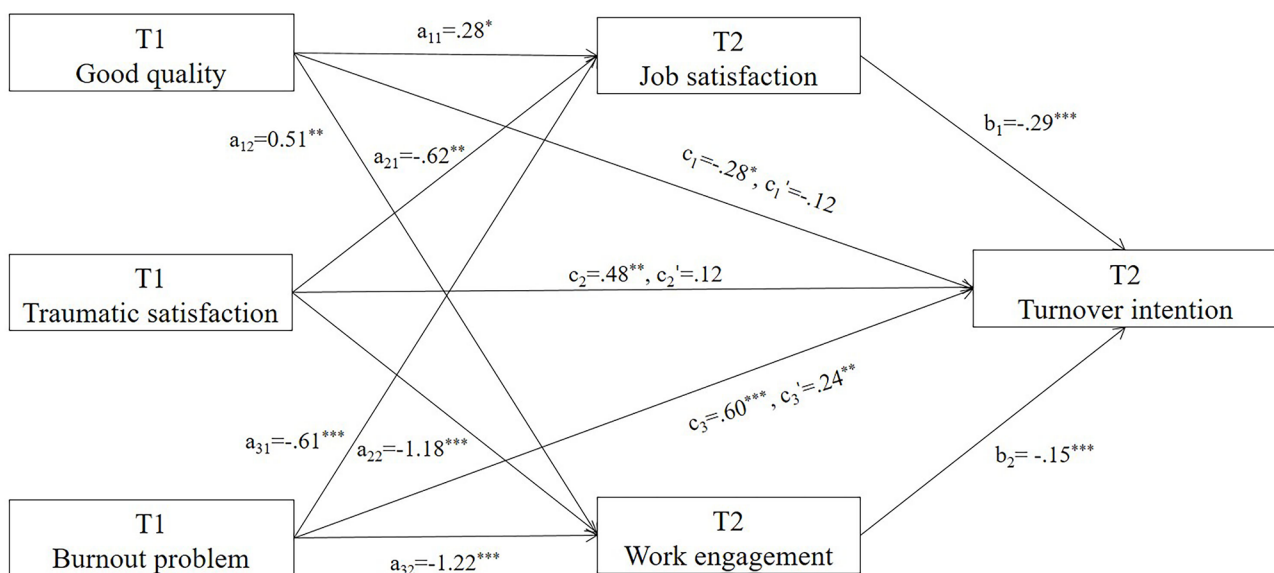 T1
Good quality
a11=.28*
T2
Job satisfaction
b1=-.29***
a12=0.51**
a21=-.62**
c1=-.28*, c1'=-.12
T1
Traumatic satisfaction
c2=.48**, c2'=.12
T2
Turnover intention
c3=.60***, c3'=.24**
a31=-.61***
a22=-1.18***
b2= -.15***
T1
Burnout problem
a32=-1.22***
T2
Work engagement